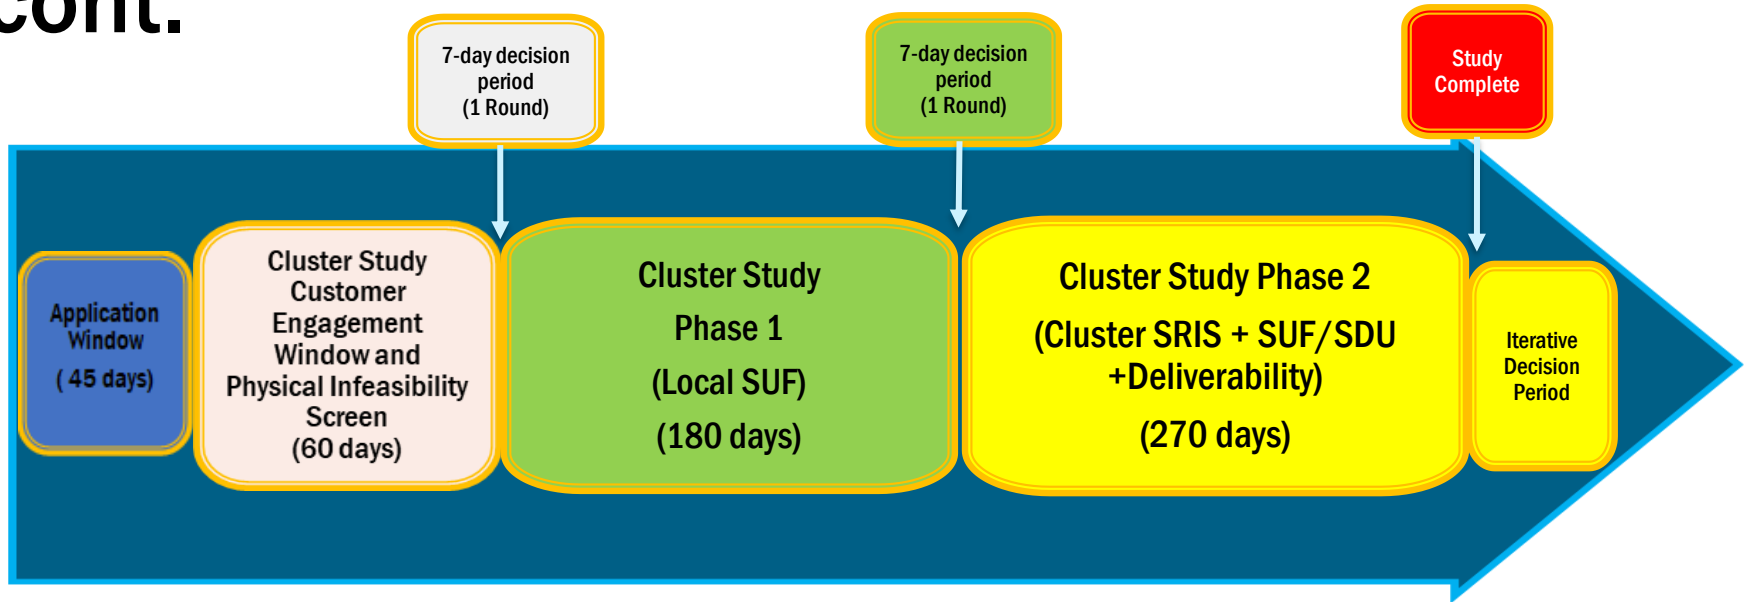 cont.
7-day decision
period
(1 Round)
7-day decision
period
(1 Round)
Study
Complete
Application
Window
( 45 days)
Cluster Study
Customer
Engagement
Window and
Physical Infeasibility
Screen
(60 days)
Cluster Study
Phase 1
(Local SUF)
(180 days)
Cluster Study Phase 2
(Cluster SRIS + SUF/SDU
+Deliverability)
(270 days)
Iterative
Decision
Period